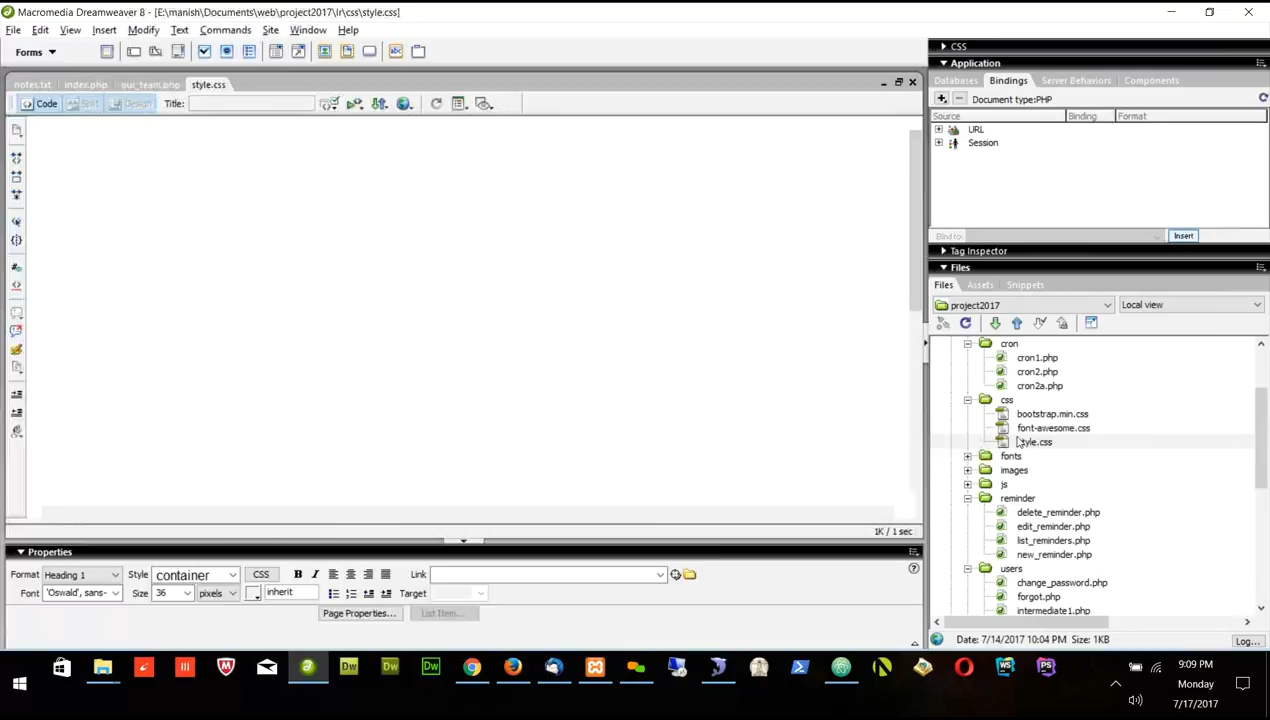 Macromedia Dreamweaver 8 - [E:\manish\Documents\web\project2017\lr\css\style.css]
File Edit View Insert Modify Text Commands Site Window Help
Forms
notes.txt index.php our_team.php style.css
Code Split Design Title:
1K / 1 sec
Properties
Format Heading 1 Style container CSS B I Link
Font 'Oswald', sans- Size 36 pixels inherit Target
Page Properties... List Item...
CSS
Application
Databases Bindings Server Behaviors Components
Document type:PHP
Source Binding Format
URL
Session
Bind to: Insert
Tag Inspector
Files
Files Assets Snippets
project2017 Local view
cron
cron1.php
cron2.php
cron2a.php
css
bootstrap.min.css
font-awesome.css
style.css
fonts
images
js
reminder
delete_reminder.php
edit_reminder.php
list_reminders.php
new_reminder.php
users
change_password.php
forgot.php
intermediate1.php
Date: 7/14/2017 10:04 PM Size: 1KB Log...
Dw Dw Dw WS PS
9:09 PM
Monday
7/17/2017